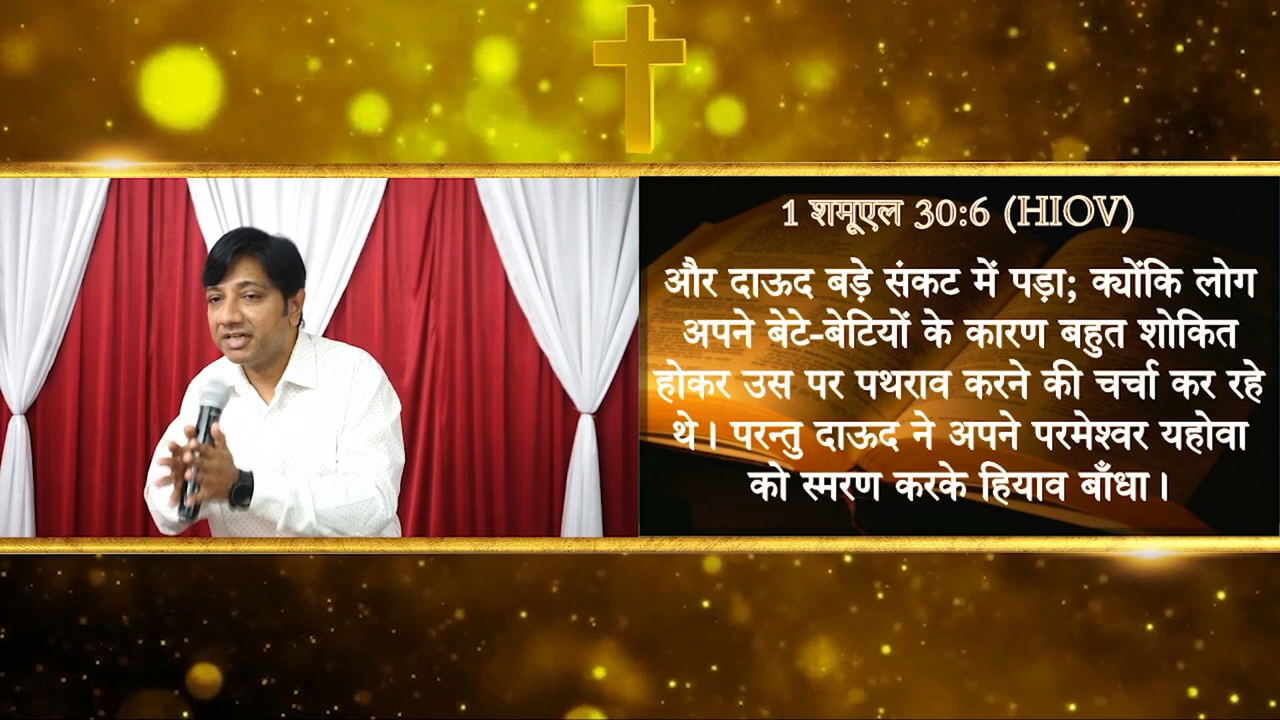 1 शमूएल 30:6 (HIOV)
और दाऊद बड़े संकट में पड़ा; क्योंकि लोग
अपने बेटे-बेटियों के कारण बहुत शोकित
होकर उस पर पथराव करने की चर्चा कर रहे
थे। परन्तु दाऊद ने अपने परमेश्वर यहोवा
को स्मरण करके हियाव बाँधा।